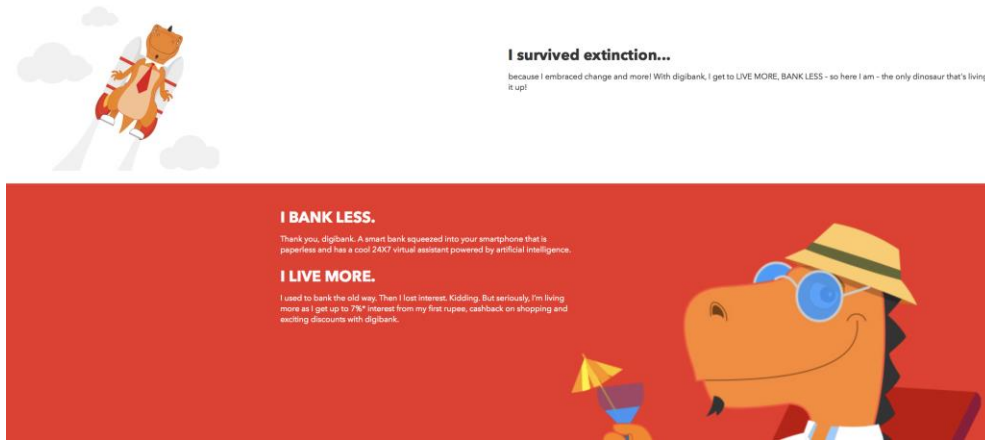 I survived extinction...
because I embraced change and more! With digibank, I get to LIVE MORE, BANK LESS - so here I am - the only dinosaur that's living
it up!
I BANK LESS.
Thank you, digibank. A smart bank squeezed into your smartphone that is
paperless and has a cool 24X7 virtual assistant powered by artificial intelligence.
I LIVE MORE.
I used to bank the old way. Then I lost interest. Kidding. But seriously, I'm living
more as I get up to 7%* interest from my first rupee, cashback on shopping and
exciting discounts with digibank.